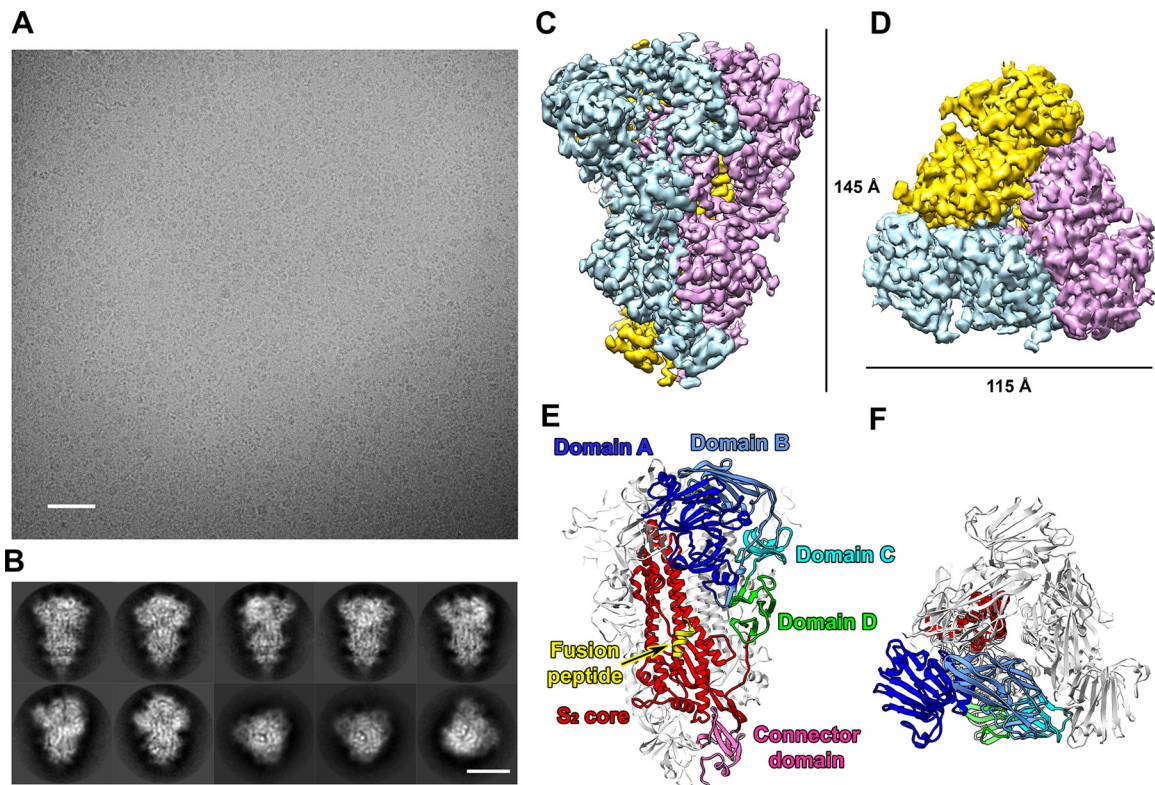 A
C
D
145 Å
115 Å
B
E
F
Domain A
Domain B
Domain C
Domain D
Fusion
peptide
S₂ core
Connector
domain